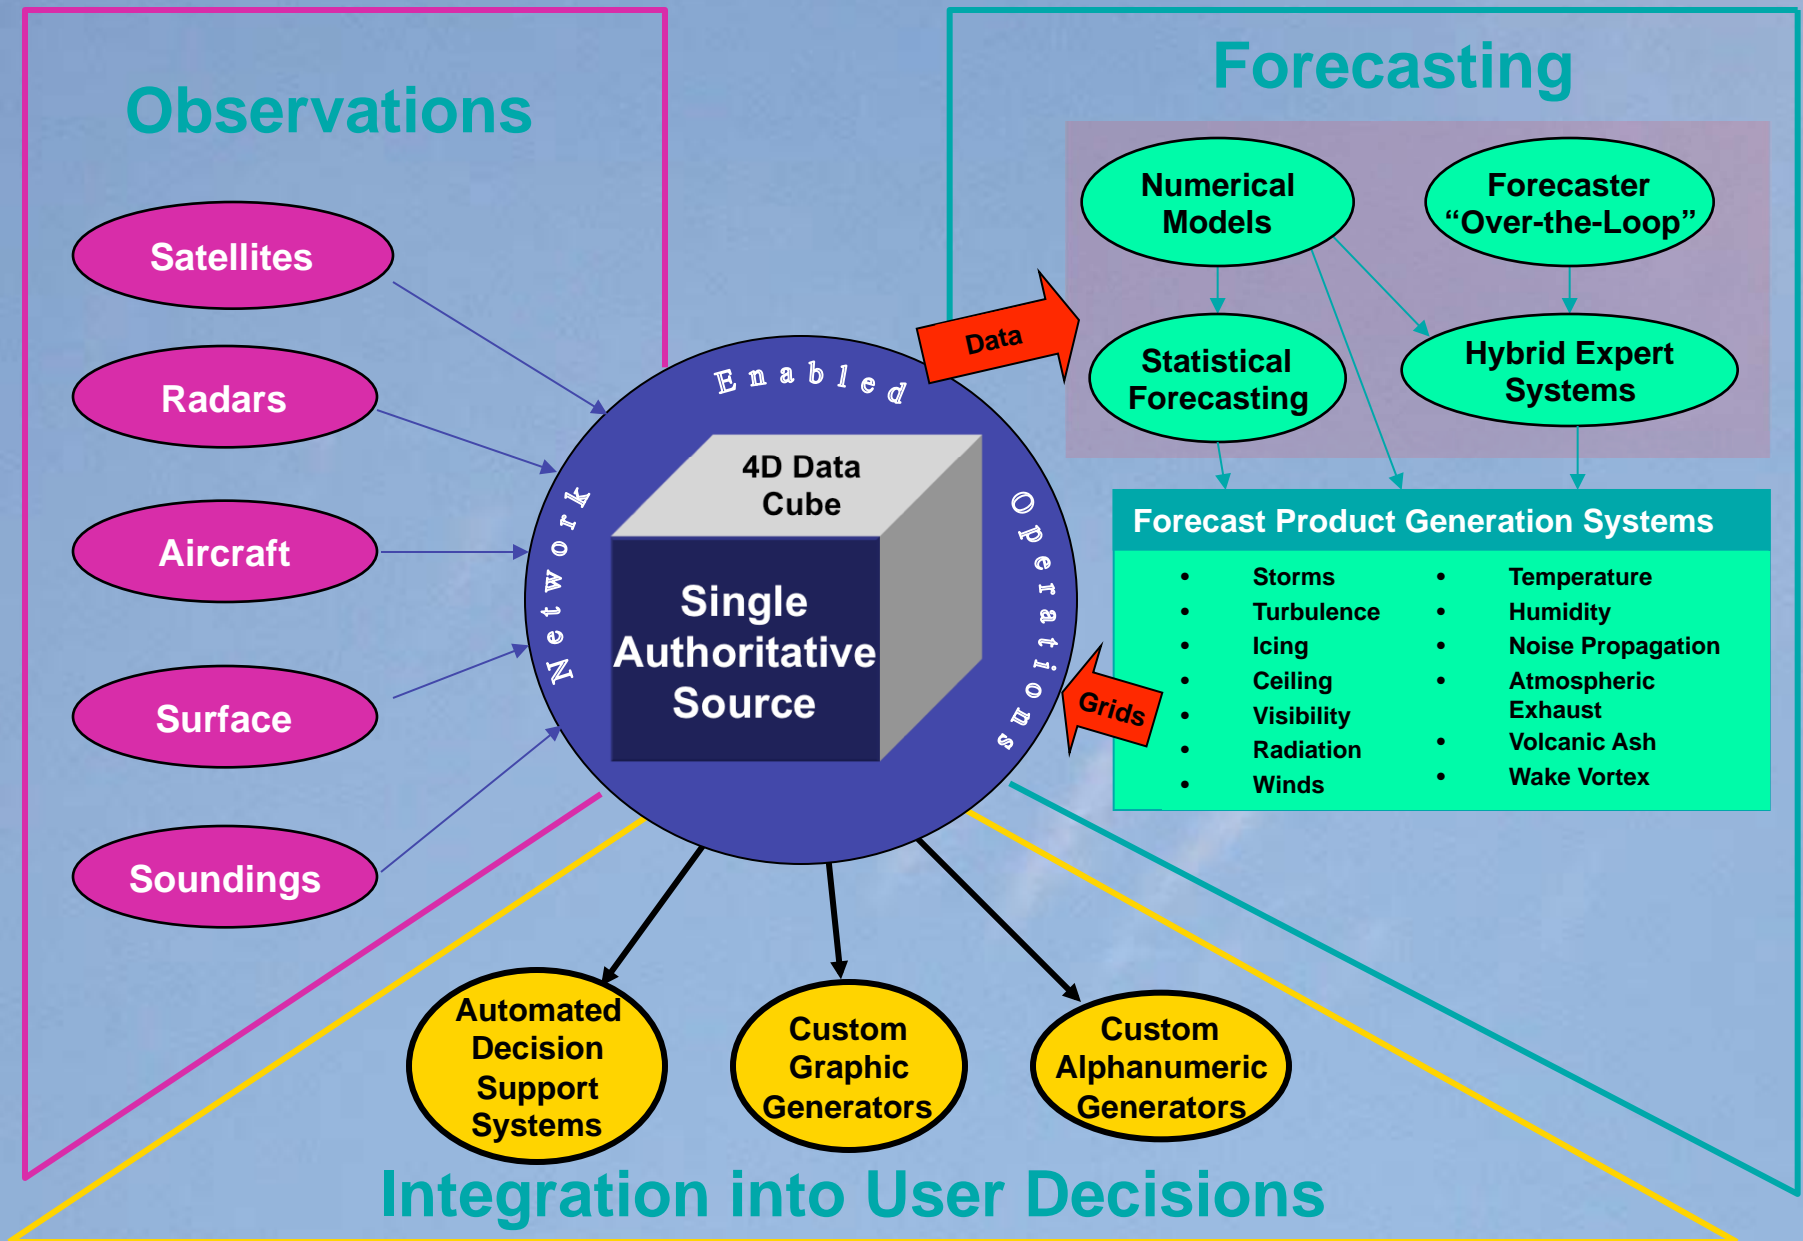 Observations
Satellites
Radars
Aircraft
Surface
Soundings
Network
Enabled
Operations
4D Data
Cube
Single
Authoritative
Source
Data
Grids
Forecasting
Numerical
Models
Forecaster
“Over-the-Loop”
Statistical
Forecasting
Hybrid Expert
Systems
Forecast Product Generation Systems
• Storms
• Turbulence
• Icing
• Ceiling
• Visibility
• Radiation
• Winds
• Temperature
• Humidity
• Noise Propagation
• Atmospheric
Exhaust
• Volcanic Ash
• Wake Vortex
Automated
Decision
Support
Systems
Custom
Graphic
Generators
Custom
Alphanumeric
Generators
Integration into User Decisions